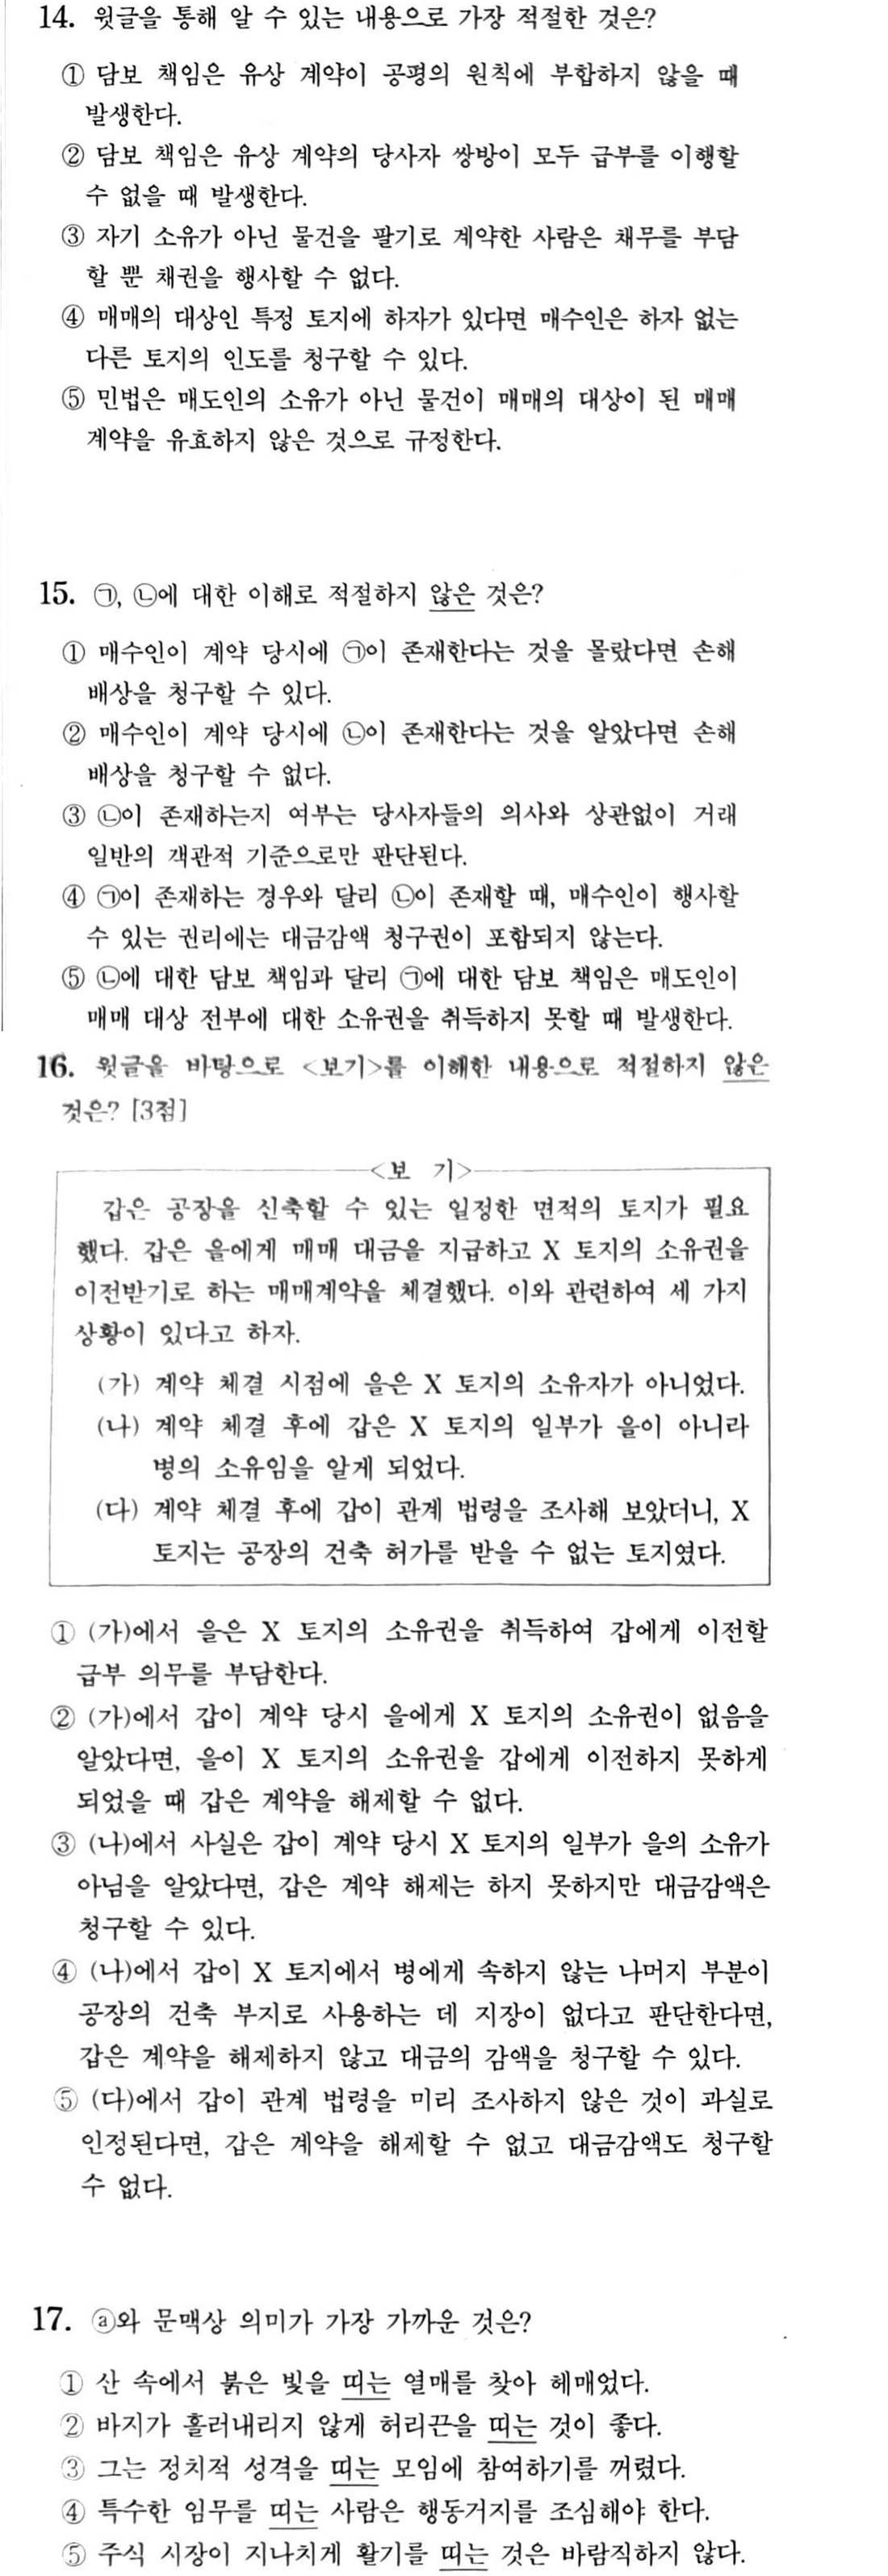 14. 윗글을 통해 알 수 있는 내용으로 가장 적절한 것은?
① 담보 책임은 유상 계약이 공평의 원칙에 부합하지 않을 때
발생한다.
② 담보 책임은 유상 계약의 당사자 쌍방이 모두 급부를 이행할
수 없을 때 발생한다.
③ 자기 소유가 아닌 물건을 팔기로 계약한 사람은 채무를 부담
할 뿐 채권을 행사할 수 없다.
④ 매매의 대상인 특정 토지에 하자가 있다면 매수인은 하자 없는
다른 토지의 인도를 청구할 수 있다.
⑤ 민법은 매도인의 소유가 아닌 물건이 매매의 대상이 된 매매
계약을 유효하지 않은 것으로 규정한다.
15. ㉠, ㉡에 대한 이해로 적절하지 않은 것은?
① 매수인이 계약 당시에 ㉠이 존재한다는 것을 몰랐다면 손해
배상을 청구할 수 있다.
② 매수인이 계약 당시에 ㉡이 존재한다는 것을 알았다면 손해
배상을 청구할 수 없다.
③ ㉡이 존재하는지 여부는 당사자들의 의사와 상관없이 거래
일반의 객관적 기준으로만 판단된다.
④ ㉠이 존재하는 경우와 달리 ㉡이 존재할 때, 매수인이 행사할
수 있는 권리에는 대금감액 청구권이 포함되지 않는다.
⑤ ㉡에 대한 담보 책임과 달리 ㉠에 대한 담보 책임은 매도인이
매매 대상 전부에 대한 소유권을 취득하지 못할 때 발생한다.
16. 윗글을 바탕으로 <보기>를 이해한 내용으로 적절하지 않은
것은? [3점]
<보 기>
갑은 공장을 신축할 수 있는 일정한 면적의 토지가 필요
했다. 갑은 을에게 매매 대금을 지급하고 X 토지의 소유권을
이전받기로 하는 매매계약을 체결했다. 이와 관련하여 세 가지
상황이 있다고 하자.
(가) 계약 체결 시점에 을은 X 토지의 소유자가 아니었다.
(나) 계약 체결 후에 갑은 X 토지의 일부가 을이 아니라
병의 소유임을 알게 되었다.
(다) 계약 체결 후에 갑이 관계 법령을 조사해 보았더니, X
토지는 공장의 건축 허가를 받을 수 없는 토지였다.
① (가)에서 을은 X 토지의 소유권을 취득하여 갑에게 이전할
급부 의무를 부담한다.
② (가)에서 갑이 계약 당시 을에게 X 토지의 소유권이 없음을
알았다면, 을이 X 토지의 소유권을 갑에게 이전하지 못하게
되었을 때 갑은 계약을 해제할 수 없다.
③ (나)에서 사실은 갑이 계약 당시 X 토지의 일부가 을의 소유가
아님을 알았다면, 갑은 계약 해제는 하지 못하지만 대금감액은
청구할 수 있다.
④ (나)에서 갑이 X 토지에서 병에게 속하지 않는 나머지 부분이
공장의 건축 부지로 사용하는 데 지장이 없다고 판단한다면,
갑은 계약을 해제하지 않고 대금의 감액을 청구할 수 있다.
⑤ (다)에서 갑이 관계 법령을 미리 조사하지 않은 것이 과실로
인정된다면, 갑은 계약을 해제할 수 없고 대금감액도 청구할
수 없다.
17. ⓐ와 문맥상 의미가 가장 가까운 것은?
① 산 속에서 붉은 빛을 띠는 열매를 찾아 헤매었다.
② 바지가 흘러내리지 않게 허리끈을 띠는 것이 좋다.
③ 그는 정치적 성격을 띠는 모임에 참여하기를 꺼렸다.
④ 특수한 임무를 띠는 사람은 행동거지를 조심해야 한다.
⑤ 주식 시장이 지나치게 활기를 띠는 것은 바람직하지 않다.